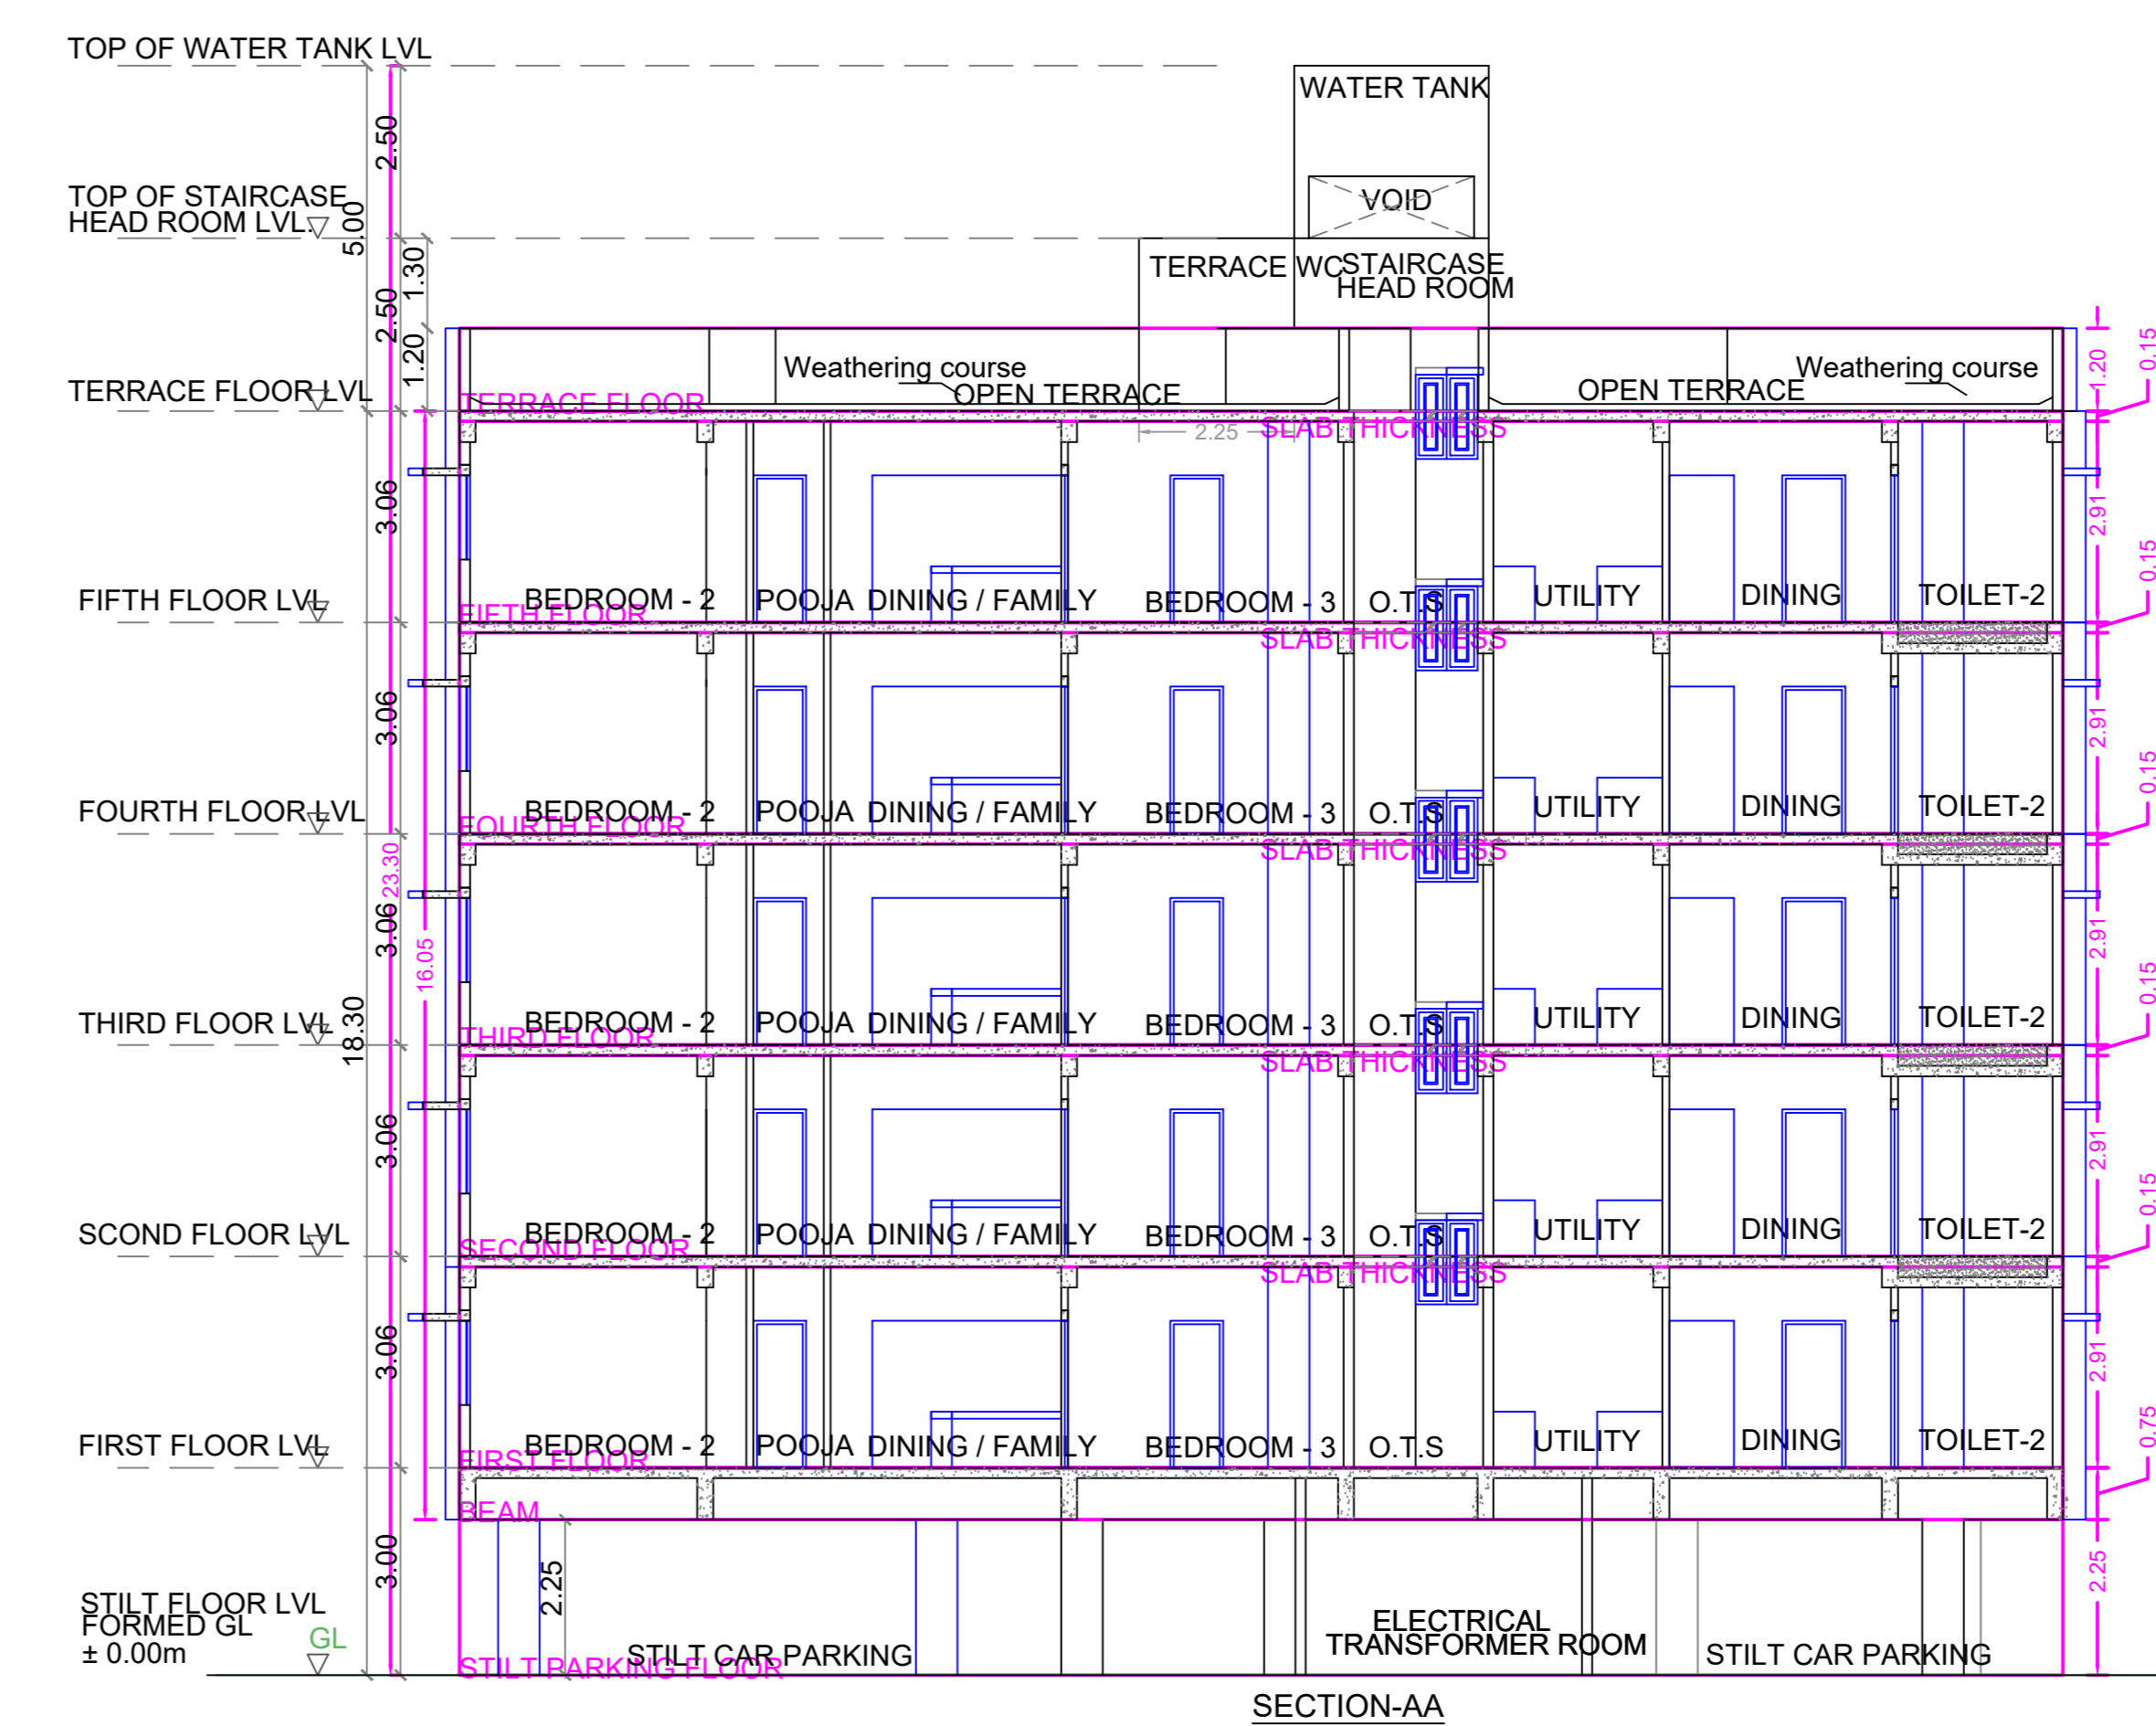 TOP OF WATER TANK LVL
WATER TANK
2.50
TOP OF STAIRCASE
HEAD ROOM LVL.
VOID
5.00
1.30
TERRACE WC
STAIRCASE
HEAD ROOM
2.50
1.20
Weathering course
Weathering course
1.20
0.15
TERRACE FLOOR LVL
TERRACE FLOOR
OPEN TERRACE
OPEN TERRACE
2.25
SLAB THICKNESS
3.06
2.91
0.15
FIFTH FLOOR LVL
FIFTH FLOOR
BEDROOM - 2
POOJA
DINING / FAMILY
BEDROOM - 3
O.T.S
UTILITY
DINING
TOILET-2
SLAB THICKNESS
3.06
2.91
0.15
FOURTH FLOOR LVL
FOURTH FLOOR
BEDROOM - 2
POOJA
DINING / FAMILY
BEDROOM - 3
O.T.S
UTILITY
DINING
TOILET-2
SLAB THICKNESS
23.30
3.06
16.05
2.91
0.15
THIRD FLOOR LVL
18.30
THIRD FLOOR
BEDROOM - 2
POOJA
DINING / FAMILY
BEDROOM - 3
O.T.S
UTILITY
DINING
TOILET-2
SLAB THICKNESS
3.06
2.91
0.15
SCOND FLOOR LVL
SECOND FLOOR
BEDROOM - 2
POOJA
DINING / FAMILY
BEDROOM - 3
O.T.S
UTILITY
DINING
TOILET-2
SLAB THICKNESS
3.06
2.91
0.75
FIRST FLOOR LVL
FIRST FLOOR
BEDROOM - 2
POOJA
DINING / FAMILY
BEDROOM - 3
O.T.S
UTILITY
DINING
TOILET-2
BEAM
3.00
2.25
2.25
STILT FLOOR LVL
FORMED GL
± 0.00m
GL
STILT PARKING FLOOR
STILT CAR PARKING
ELECTRICAL
TRANSFORMER ROOM
STILT CAR PARKING
SECTION-AA